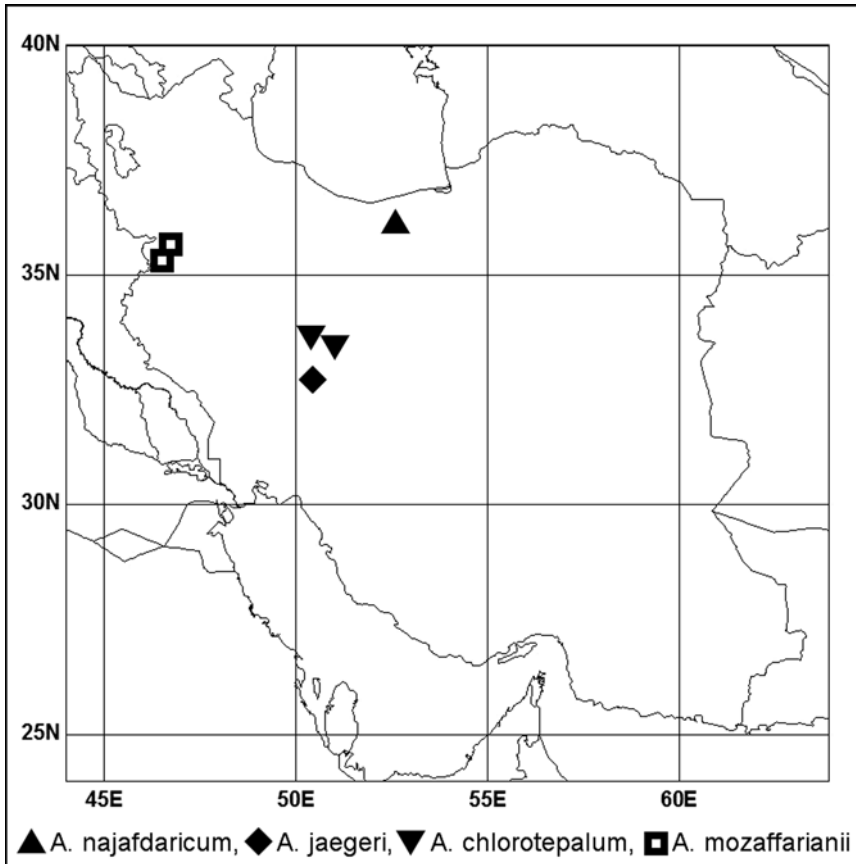 40N
35N
30N
25N
45E 50E 55E 60E
A. najafdaricum, A. jaegeri, A. chlorotepalum, A. mozaffarianii